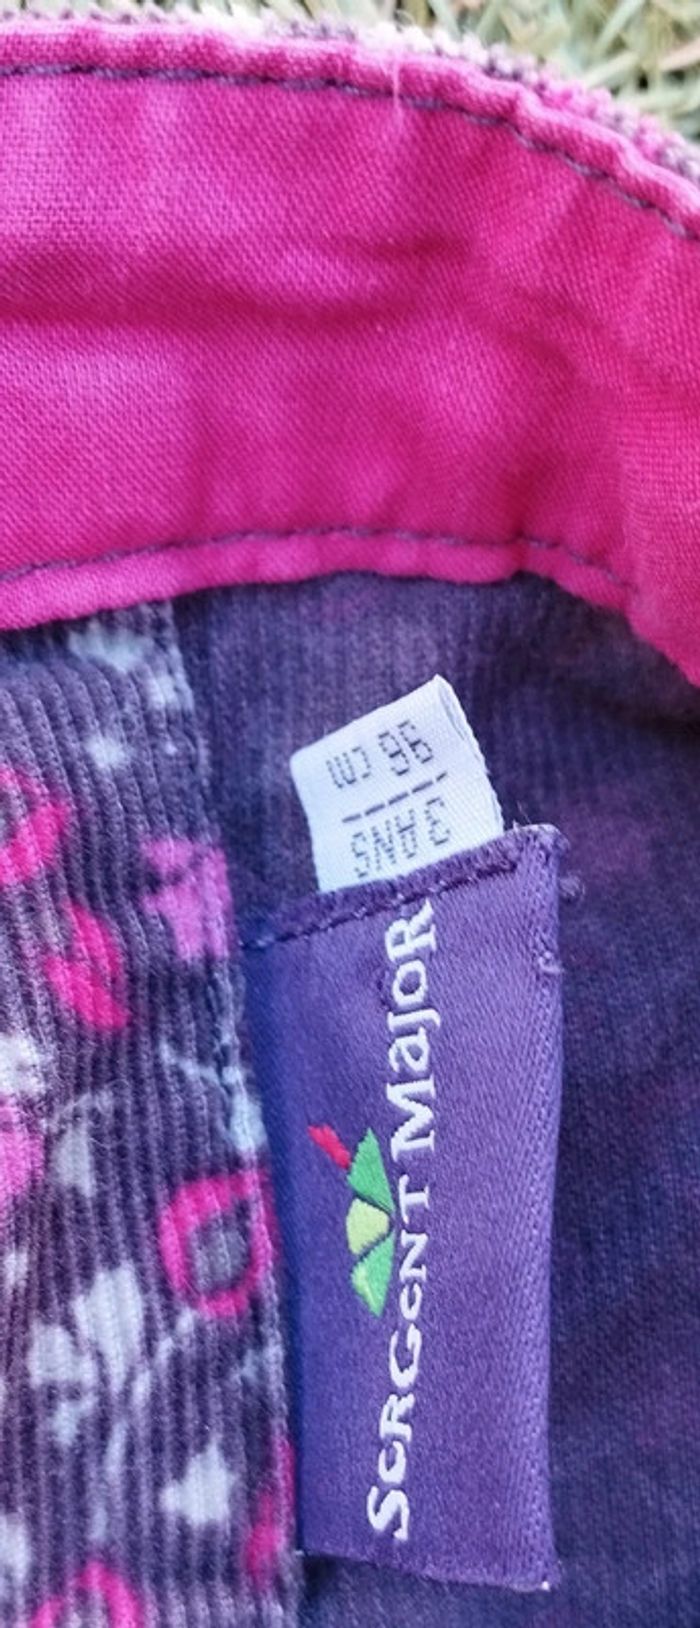 Sergent Major
3 ANS
96 cm